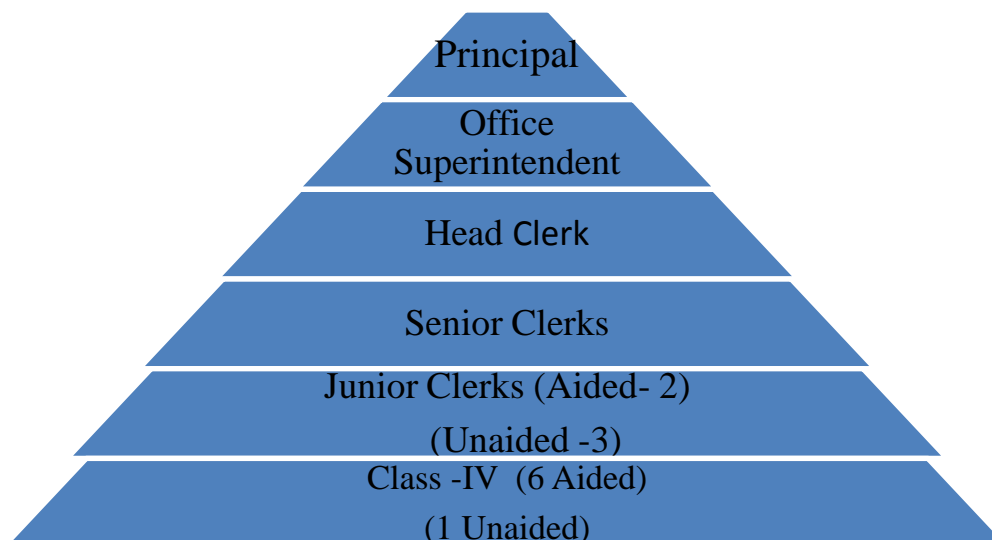 Principal
Office
Superintendent
Head Clerk
Senior Clerks
Junior Clerks (Aided- 2)
(Unaided -3)
Class -IV (6 Aided)
(1 Unaided)